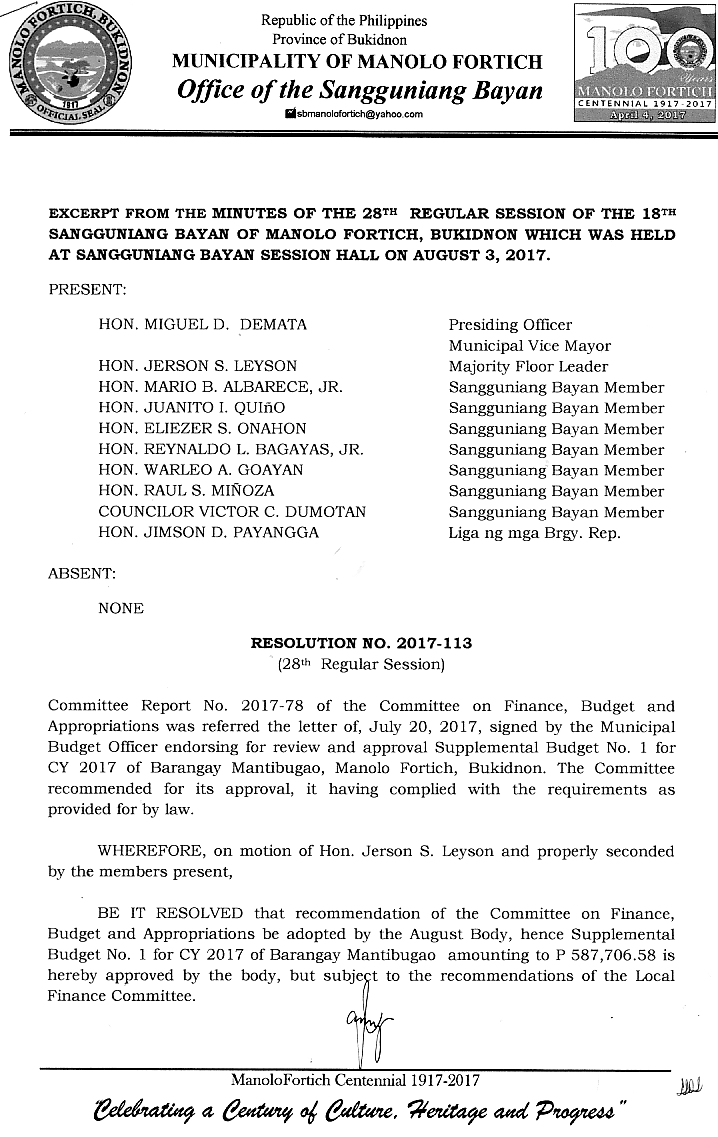 MANOLO FORTICH, BUKIDNON
1917
OFFICIAL SEAL
Republic of the Philippines
Province of Bukidnon
MUNICIPALITY OF MANOLO FORTICH
Office of the Sangguniang Bayan
sbmanolofortich@yahoo.com
100
Years
MANOLO FORTICH
CENTENNIAL 1917-2017
April 4, 2017
EXCERPT FROM THE MINUTES OF THE 28TH REGULAR SESSION OF THE 18TH
SANGGUNIANG BAYAN OF MANOLO FORTICH, BUKIDNON WHICH WAS HELD
AT SANGGUNIANG BAYAN SESSION HALL ON AUGUST 3, 2017.
PRESENT:
HON. MIGUEL D. DEMATA Presiding Officer
Municipal Vice Mayor
HON. JERSON S. LEYSON Majority Floor Leader
HON. MARIO B. ALBARECE, JR. Sangguniang Bayan Member
HON. JUANITO I. QUIñO Sangguniang Bayan Member
HON. ELIEZER S. ONAHON Sangguniang Bayan Member
HON. REYNALDO L. BAGAYAS, JR. Sangguniang Bayan Member
HON. WARLEO A. GOAYAN Sangguniang Bayan Member
HON. RAUL S. MIÑOZA Sangguniang Bayan Member
COUNCILOR VICTOR C. DUMOTAN Sangguniang Bayan Member
HON. JIMSON D. PAYANGGA Liga ng mga Brgy. Rep.
ABSENT:
NONE
RESOLUTION NO. 2017-113
(28th Regular Session)
Committee Report No. 2017-78 of the Committee on Finance, Budget and
Appropriations was referred the letter of, July 20, 2017, signed by the Municipal
Budget Officer endorsing for review and approval Supplemental Budget No. 1 for
CY 2017 of Barangay Mantibugao, Manolo Fortich, Bukidnon. The Committee
recommended for its approval, it having complied with the requirements as
provided for by law.
WHEREFORE, on motion of Hon. Jerson S. Leyson and properly seconded
by the members present,
BE IT RESOLVED that recommendation of the Committee on Finance,
Budget and Appropriations be adopted by the August Body, hence Supplemental
Budget No. 1 for CY 2017 of Barangay Mantibugao amounting to P 587,706.58 is
hereby approved by the body, but subject to the recommendations of the Local
Finance Committee.
ManoloFortich Centennial 1917-2017
"Celebrating a Century of Culture, Heritage and Progress"